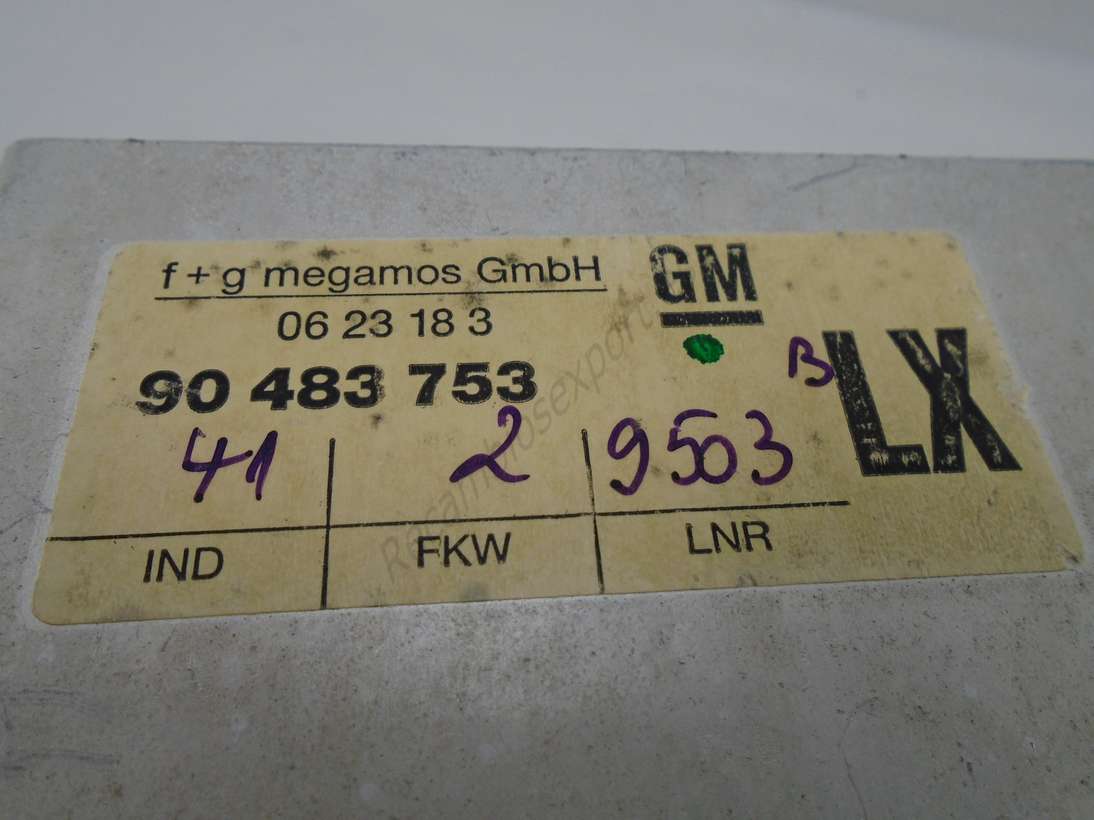 f + g megamos GmbH
GM
06 23 18 3
90 483 753
B
LX
41 2 9503
IND FKW LNR